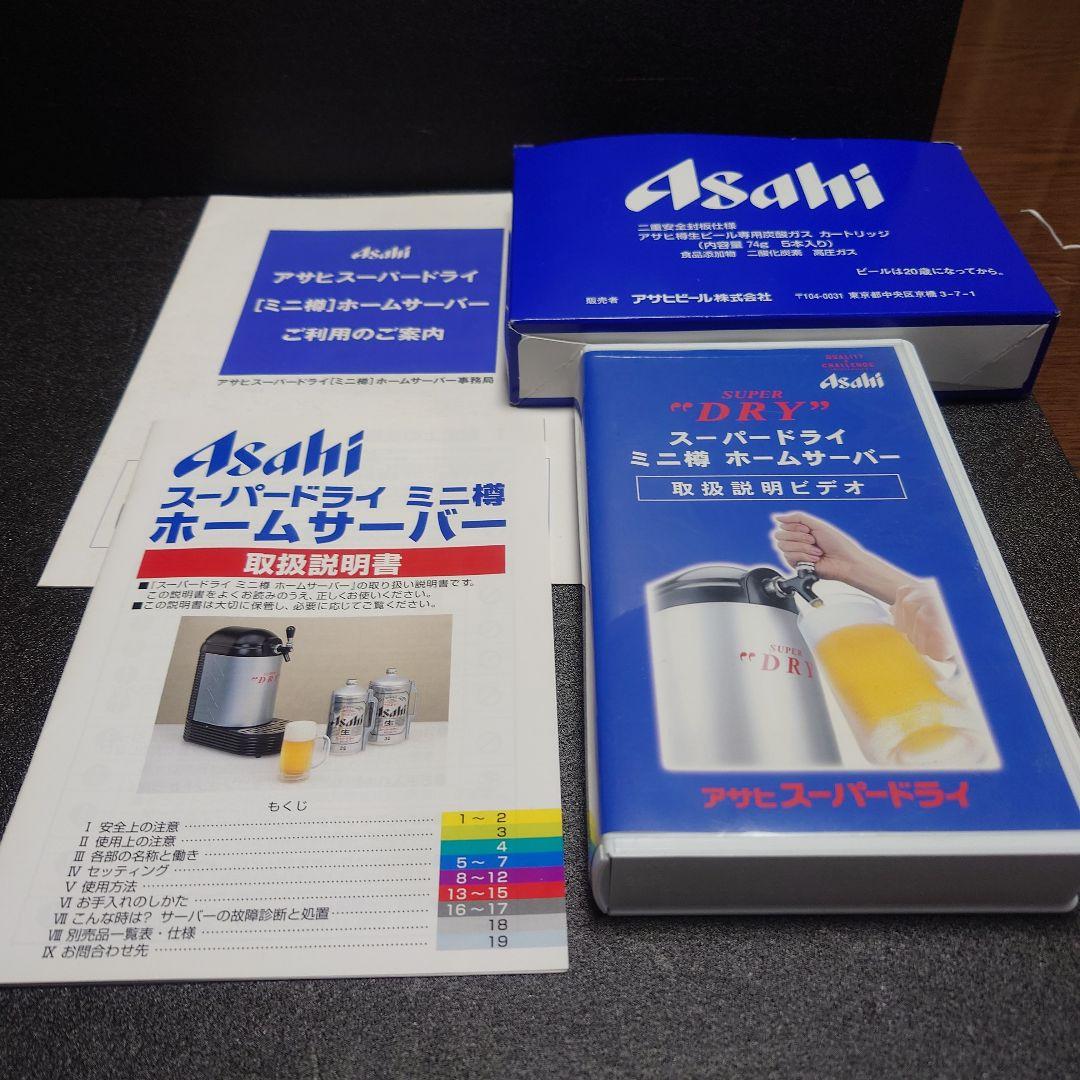 Asahi
アサヒスーパードライ
[ミニ樽]ホームサーバー
ご利用のご案内
アサヒスーパードライ[ミニ樽]ホームサーバー事務局
Asahi
二重安全封板仕様
アサヒ樽生ビール専用炭酸ガス カートリッジ
(内容量 74g 5本入り)
食品添加物 二酸化炭素 高圧ガス
ビールは20歳になってから。
販売者 アサヒビール株式会社 〒104-0031 東京都中央区京橋3-7-1
Asahi
スーパードライ ミニ樽
ホームサーバー
取扱説明書
■「スーパードライ ミニ樽 ホームサーバー」の取り扱い説明書です。
この説明書をよくお読みのうえ、正しくお使いください。
■この説明書は大切に保管し、必要に応じてご覧ください。
SUPER
"DRY"
Asahi
生
Asahi
生
もくじ
I 安全上の注意 1～2
II 使用上の注意 3
III 各部の名称と働き 4
IV セッティング 5～7
V 使用方法 8～12
VI お手入れのしかた 13～15
VII こんな時は? サーバーの故障診断と処置 16～17
VIII 別売品一覧表・仕様 18
IX お問合わせ先 19
QUALITY
CHALLENGE
Asahi
SUPER
"DRY"
スーパードライ
ミニ樽 ホームサーバー
取扱説明ビデオ
SUPER
"DRY
アサヒスーパードライ